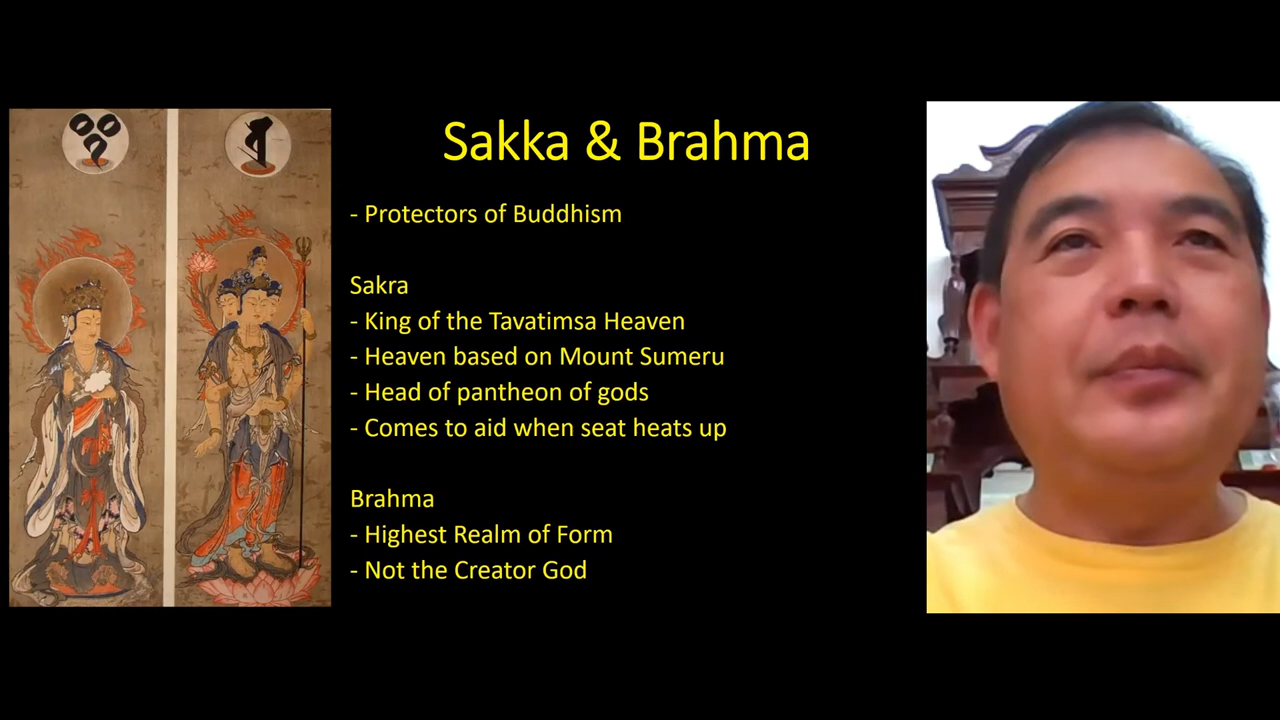 Sakka & Brahma
- Protectors of Buddhism
Sakra
- King of the Tavatimsa Heaven
- Heaven based on Mount Sumeru
- Head of pantheon of gods
- Comes to aid when seat heats up
Brahma
- Highest Realm of Form
- Not the Creator God